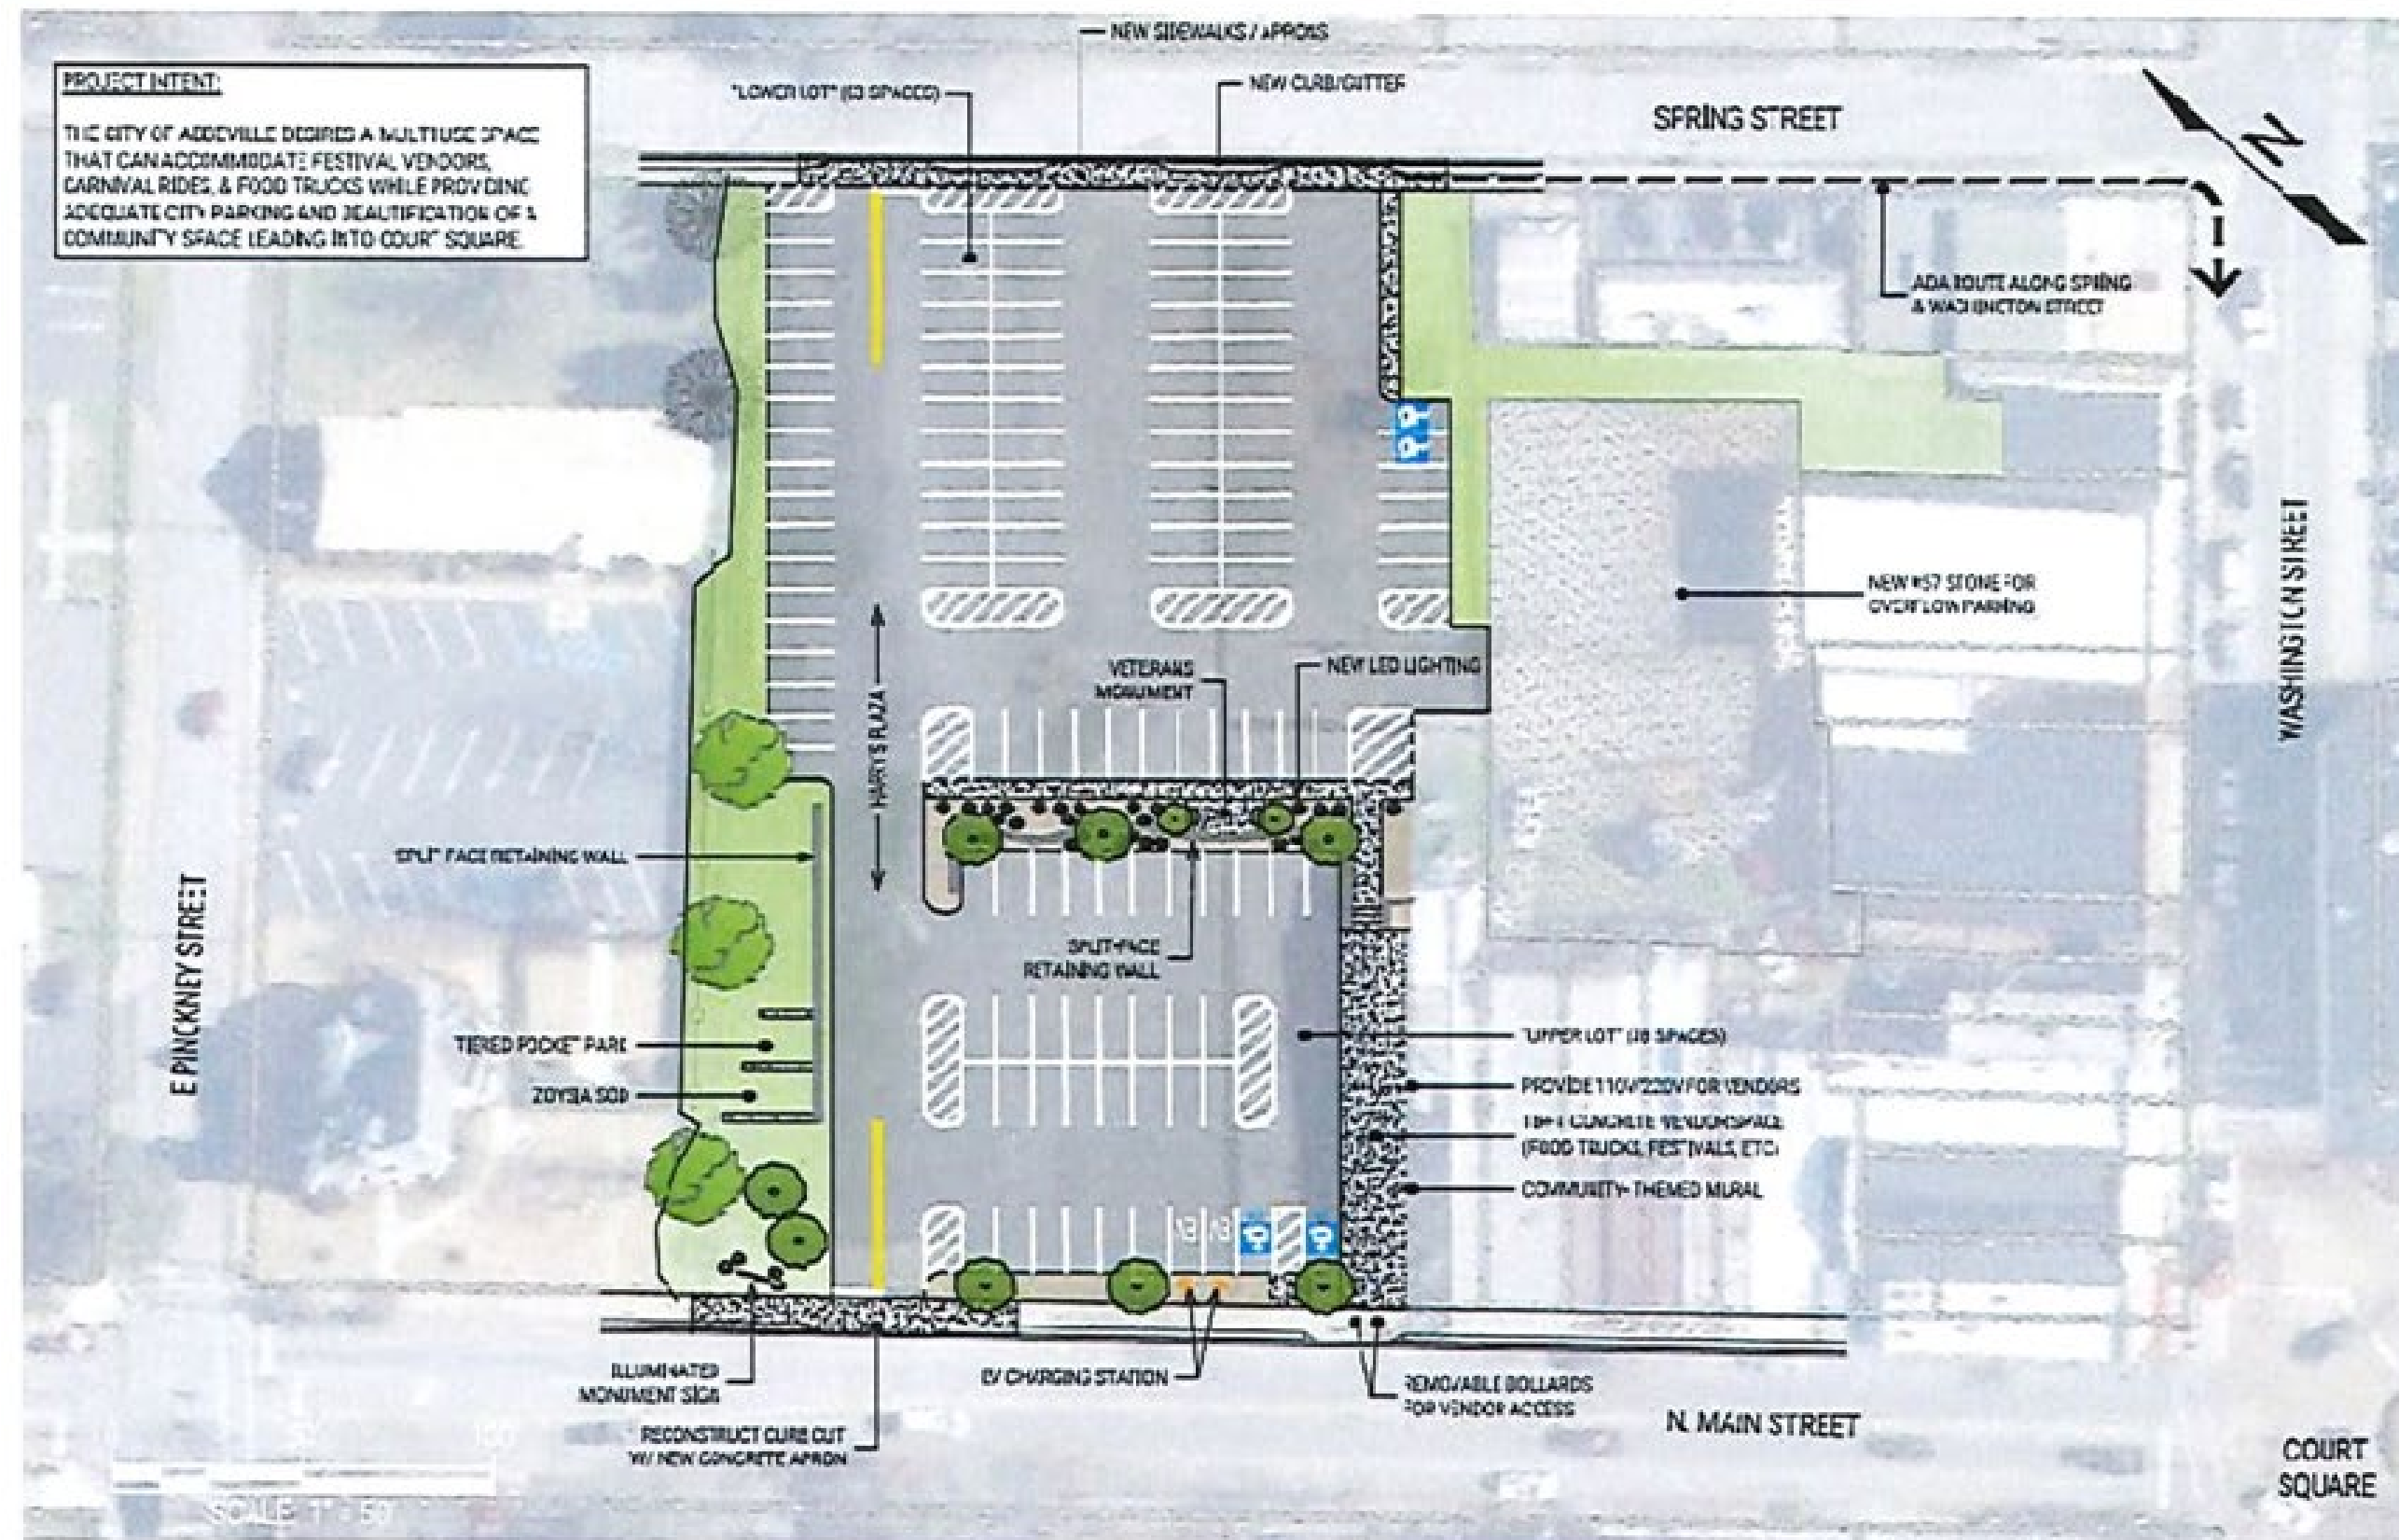 NEW SIDEWALKS / APRONS
PROJECT INTENT:
THE CITY OF ABBEVILLE DESIRES A MULTIUSE SPACE
THAT CAN ACCOMMODATE FESTIVAL VENDORS,
CARNIVAL RIDES, & FOOD TRUCKS WHILE PROVIDING
ADEQUATE CITY PARKING AND BEAUTIFICATION OF A
COMMUNITY SPACE LEADING INTO COURT SQUARE.
"LOWER LOT" SPACES)
NEW CURB/GUTTER
SPRING STREET
N
ADA ROUTE ALONG SPRING
& WASHINGTON STREET
NEW #57 STONE FOR
OVERFLOW PARKING
WASHINGTON STREET
VETERANS
MONUMENT
NEW LED LIGHTING
PLAZA
SPLIT FACE RETAINING WALL
SPLIT-FACE
RETAINING WALL
E PINCKNEY STREET
TIERED POCKET PARK
ZOYSIA SOD
"UPPER LOT" SPACES)
PROVIDE 110V/220V FOR VENDORS
CONCRETE VENDOR SPACE
(FOOD TRUCKS, FESTIVALS, ETC)
COMMUNITY-THEMED MURAL
ILLUMINATED
MONUMENT SIGN
EV CHARGING STATION
REMOVABLE BOLLARDS
FOR VENDOR ACCESS
RECONSTRUCT CURB CUT
W/ NEW CONCRETE APRON
N. MAIN STREET
COURT
SQUARE
SCALE: 1" = 50'